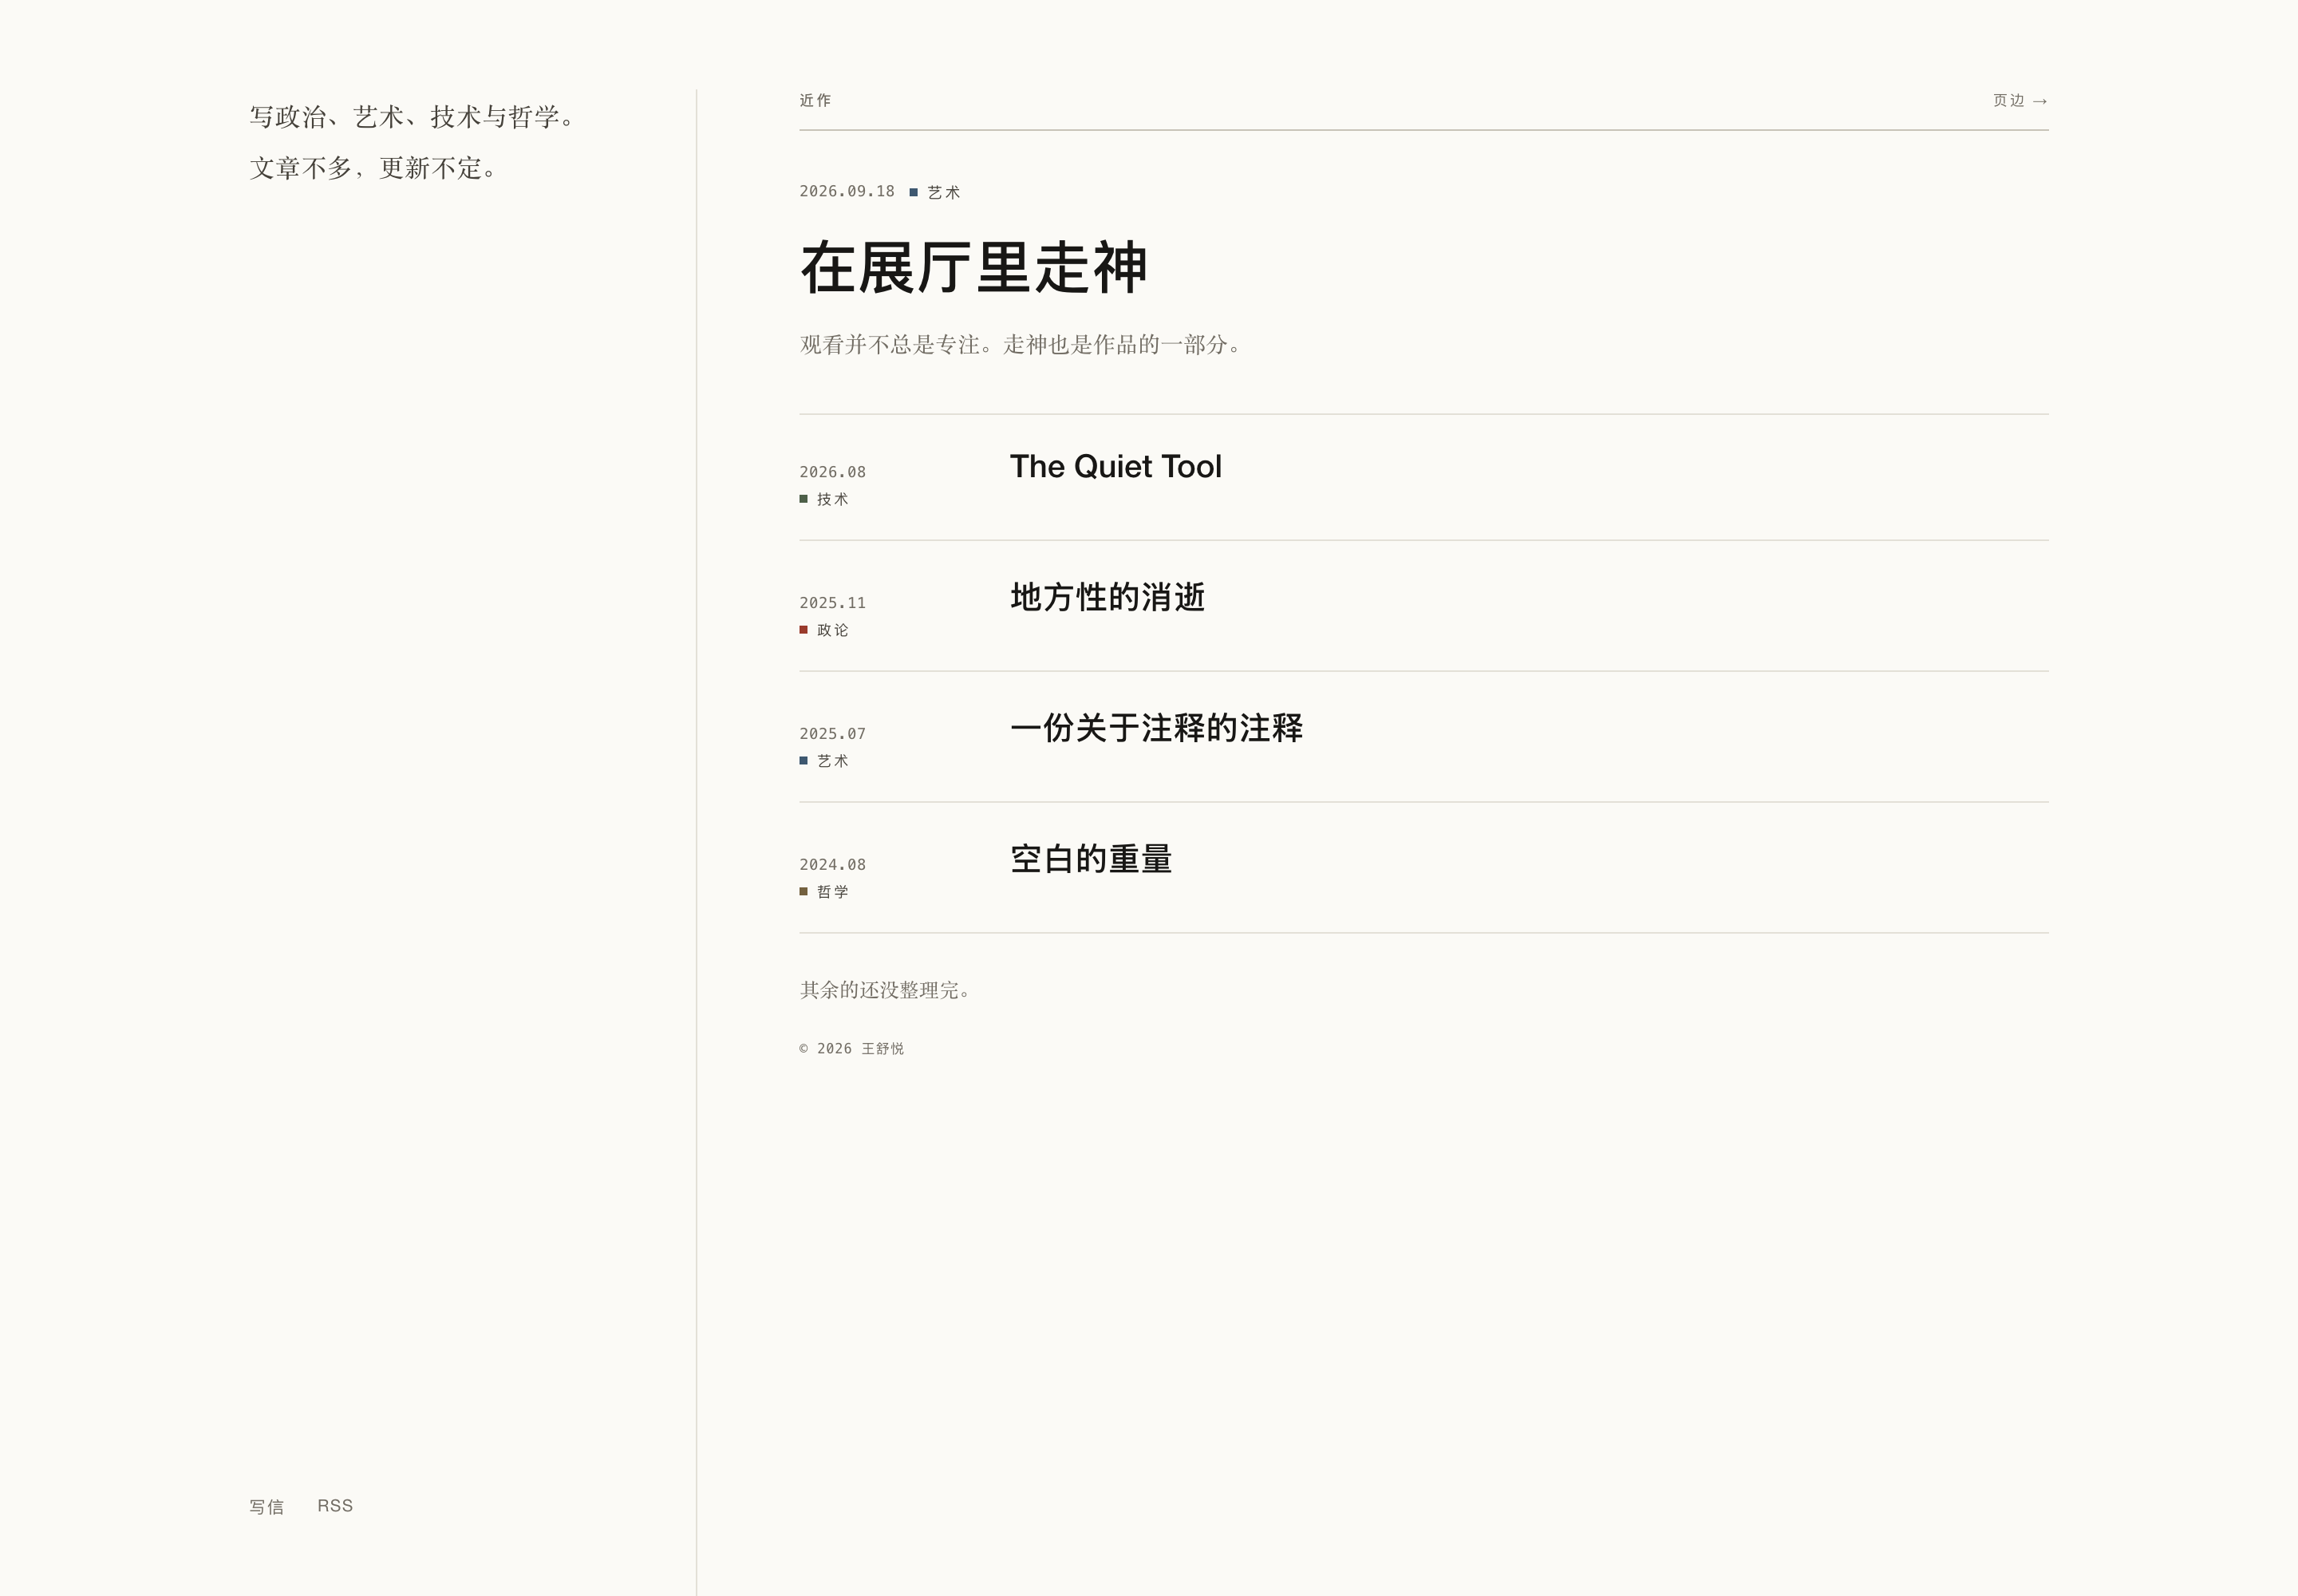 写政治、艺术、技术与哲学。
文章不多，更新不定。
近作
页边 →
2026.09.18 艺术
在展厅里走神
观看并不总是专注。走神也是作品的一部分。
2026.08
The Quiet Tool
技术
2025.11
地方性的消逝
政论
2025.07
一份关于注释的注释
艺术
2024.08
空白的重量
哲学
其余的还没整理完。
© 2026 王舒悦
写信
RSS